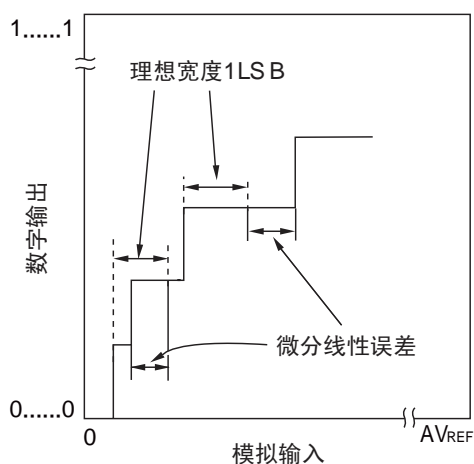 1......1
理想宽度1LSB
数字输出
微分线性误差
0......0
0
AVREF
模拟输入